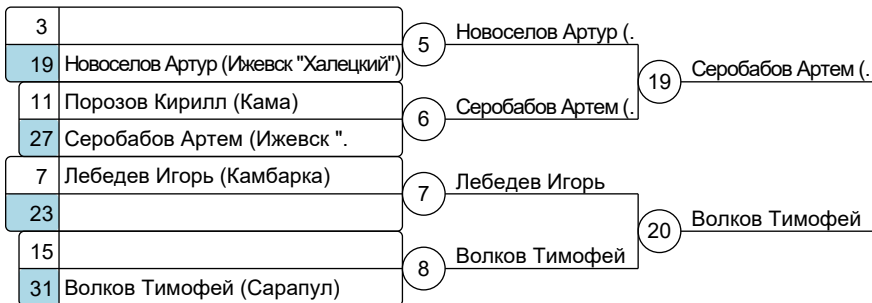 3
5
Новоселов Артур (.
19 Новоселов Артур (Ижевск "Халецкий")
19
Серобабов Артем (.
11 Порозов Кирилл (Кама)
6
Серобабов Артем (.
27 Серобабов Артем (Ижевск ".
7 Лебедев Игорь (Камбарка)
7
Лебедев Игорь
23
20
Волков Тимофей
15
8
Волков Тимофей
31 Волков Тимофей (Сарапул)